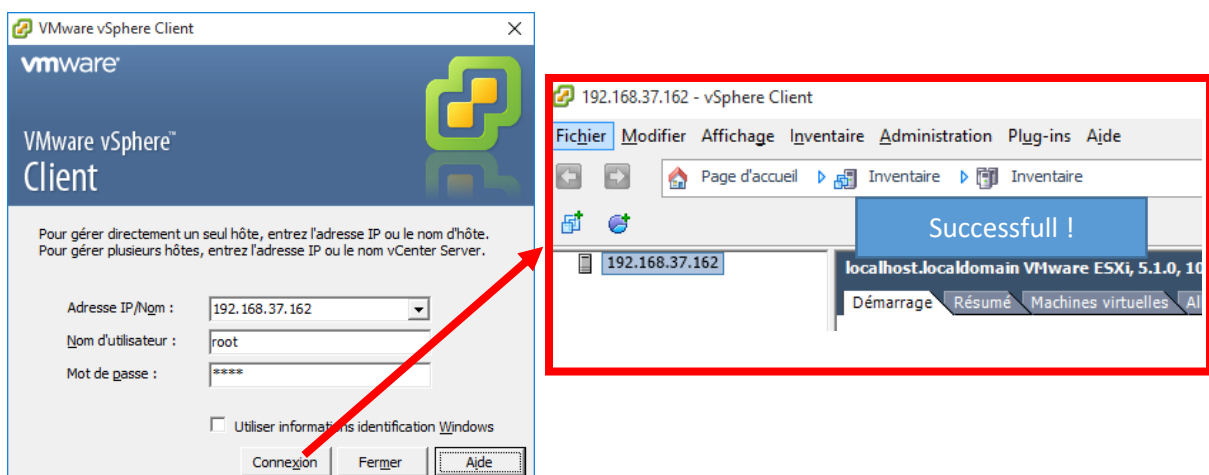 VMware vSphere Client
vmware
VMware vSphere™
Client
Pour gérer directement un seul hôte, entrez l'adresse IP ou le nom d'hôte.
Pour gérer plusieurs hôtes, entrez l'adresse IP ou le nom vCenter Server.
Adresse IP/Nom :
192.168.37.162
Nom d'utilisateur :
root
Mot de passe :
****
Utiliser informations identification Windows
Connexion Fermer Aide
192.168.37.162 - vSphere Client
Fichier Modifier Affichage Inventaire Administration Plug-ins Aide
Page d'accueil Inventaire Inventaire
Successfull !
192.168.37.162
localhost.localdomain VMware ESXi, 5.1.0, 10
Démarrage Résumé Machines virtuelles Al